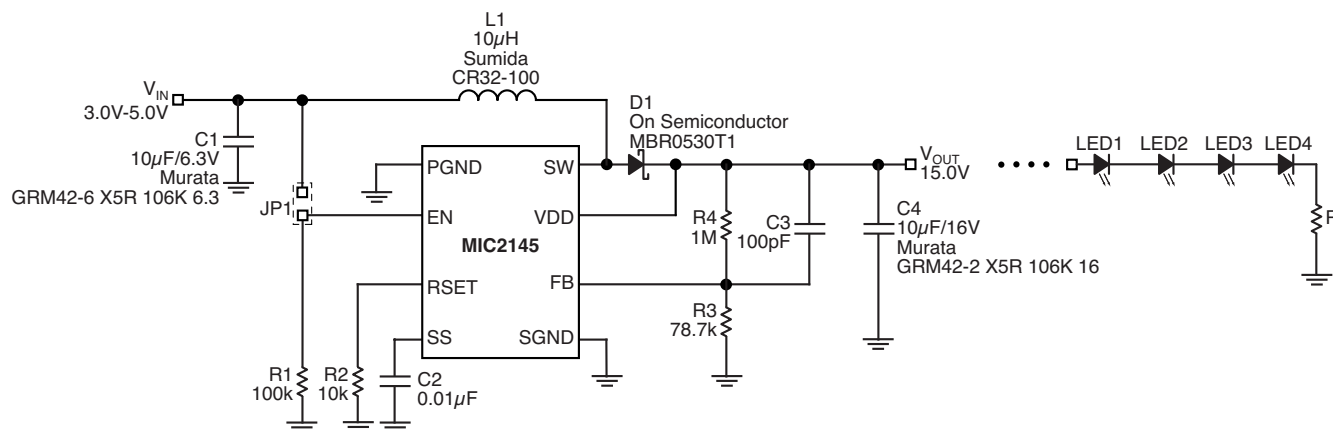 L1
10µH
Sumida
CR32-100
VIN
3.0V-5.0V
C1
10µF/6.3V
Murata
GRM42-6 X5R 106K 6.3
JP1
R1
100k
R2
10k
C2
0.01µF
PGND
EN
RSET
SS
MIC2145
SW
VDD
FB
SGND
D1
On Semiconductor
MBR0530T1
R4
1M
C3
100pF
R3
78.7k
C4
10µF/16V
Murata
GRM42-2 X5R 106K 16
VOUT
15.0V
LED1
LED2
LED3
LED4
R